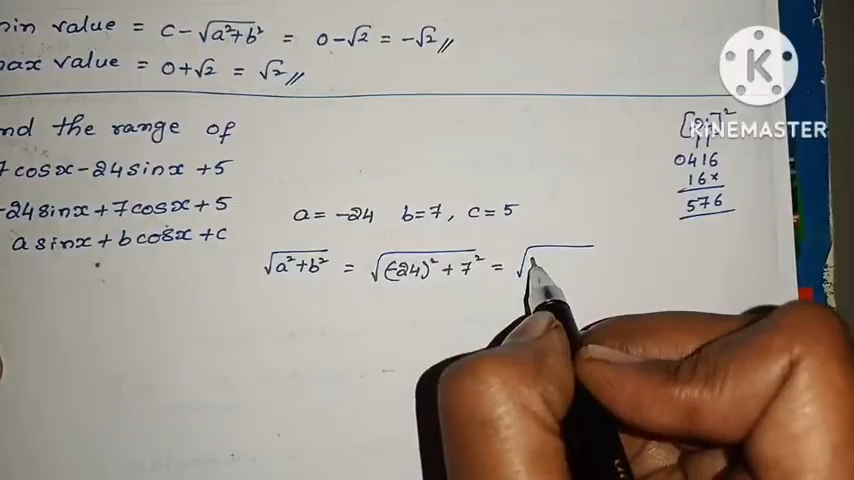 min value = c-√a²+b² = 0-√2 = -√2//
max value = 0+√2 = √2//
KINEMASTER
find the range of
7cosx-24sinx+5
-24sinx+7cosx+5
a sinx+b cosx+c
a=-24 b=7, c=5
√a²+b² = √(-24)²+7² = √
0416
16×
576